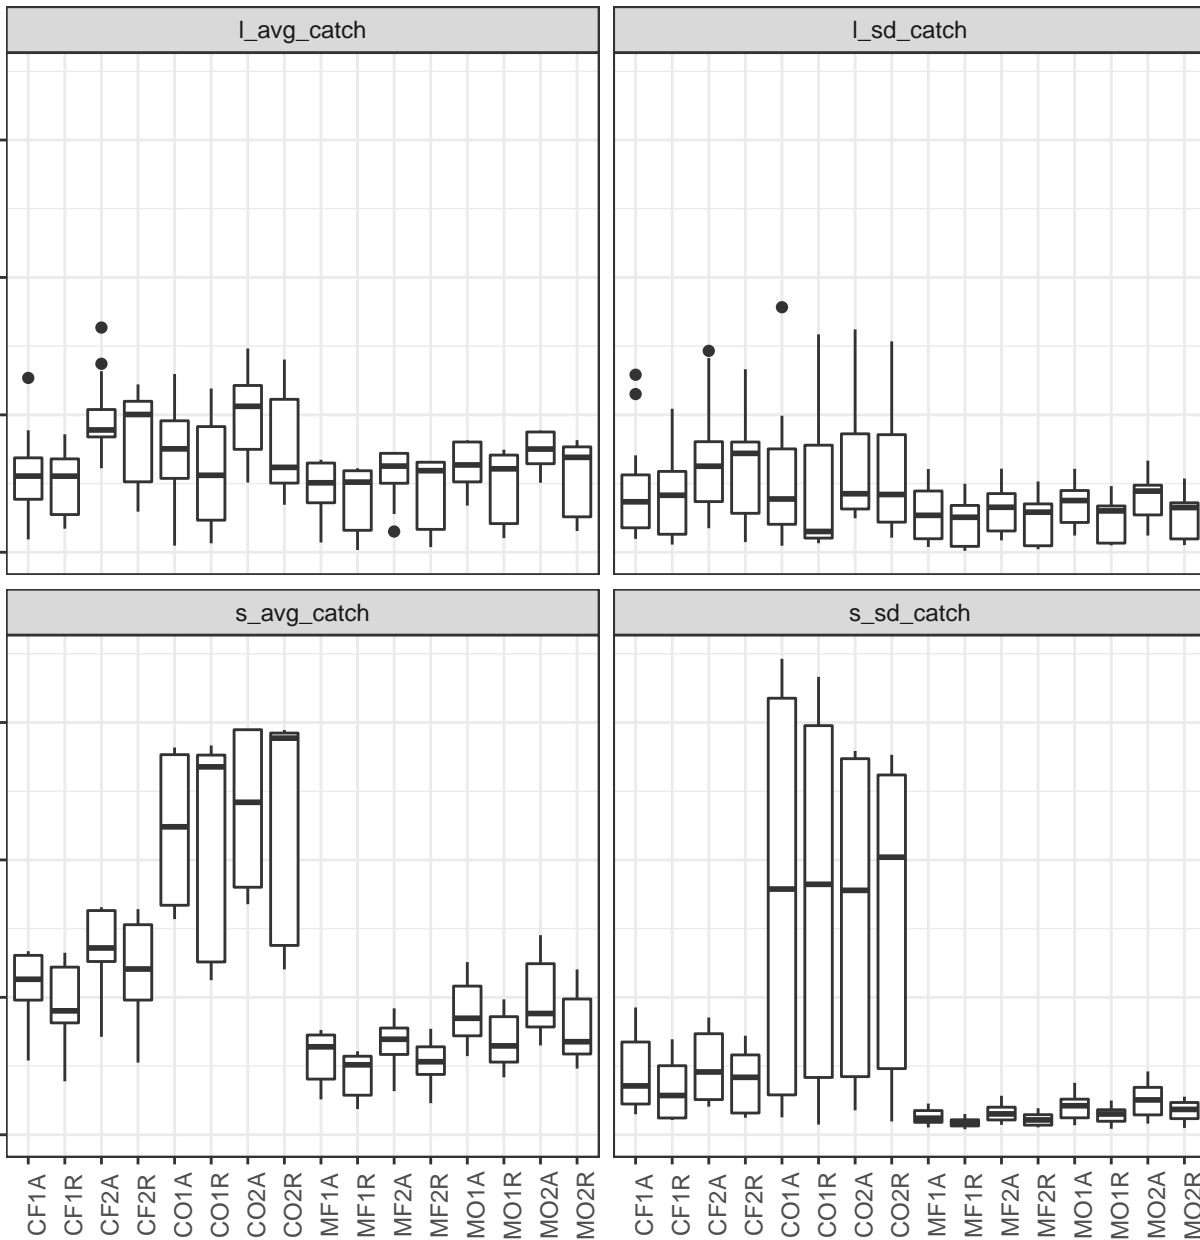 l_avg_catch
l_sd_catch
s_avg_catch
s_sd_catch
CF1A
CF1R
CF2A
CF2R
CO1A
CO1R
CO2A
CO2R
MF1A
MF1R
MF2A
MF2R
MO1A
MO1R
MO2A
MO2R
CF1A
CF1R
CF2A
CF2R
CO1A
CO1R
CO2A
CO2R
MF1A
MF1R
MF2A
MF2R
MO1A
MO1R
MO2A
MO2R